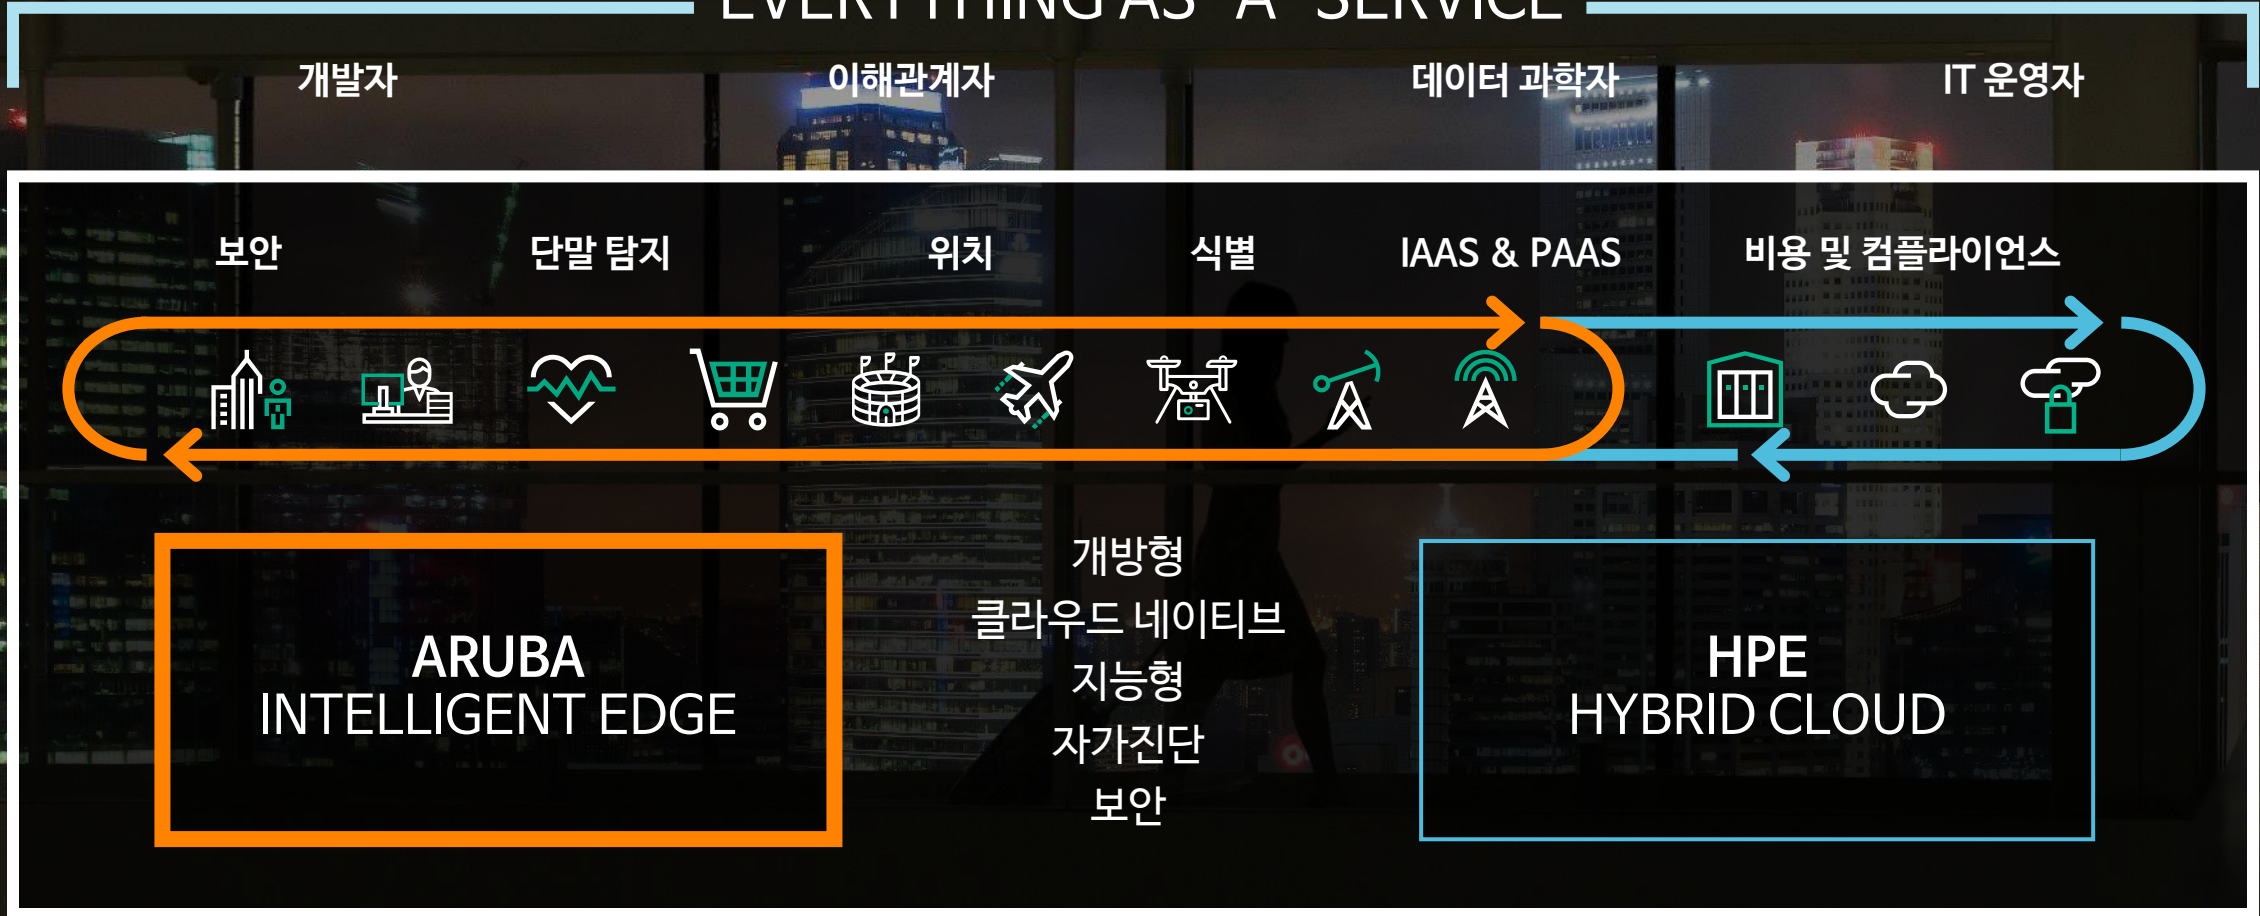 EVERYTHING AS "A" SERVICE
개발자
이해관계자
데이터 과학자
IT 운영자
보안
단말 탐지
위치
식별
IAAS & PAAS
비용 및 컴플라이언스
개방형
클라우드 네이티브
지능형
자가진단
보안
ARUBA
INTELLIGENT EDGE
HPE
HYBRID CLOUD